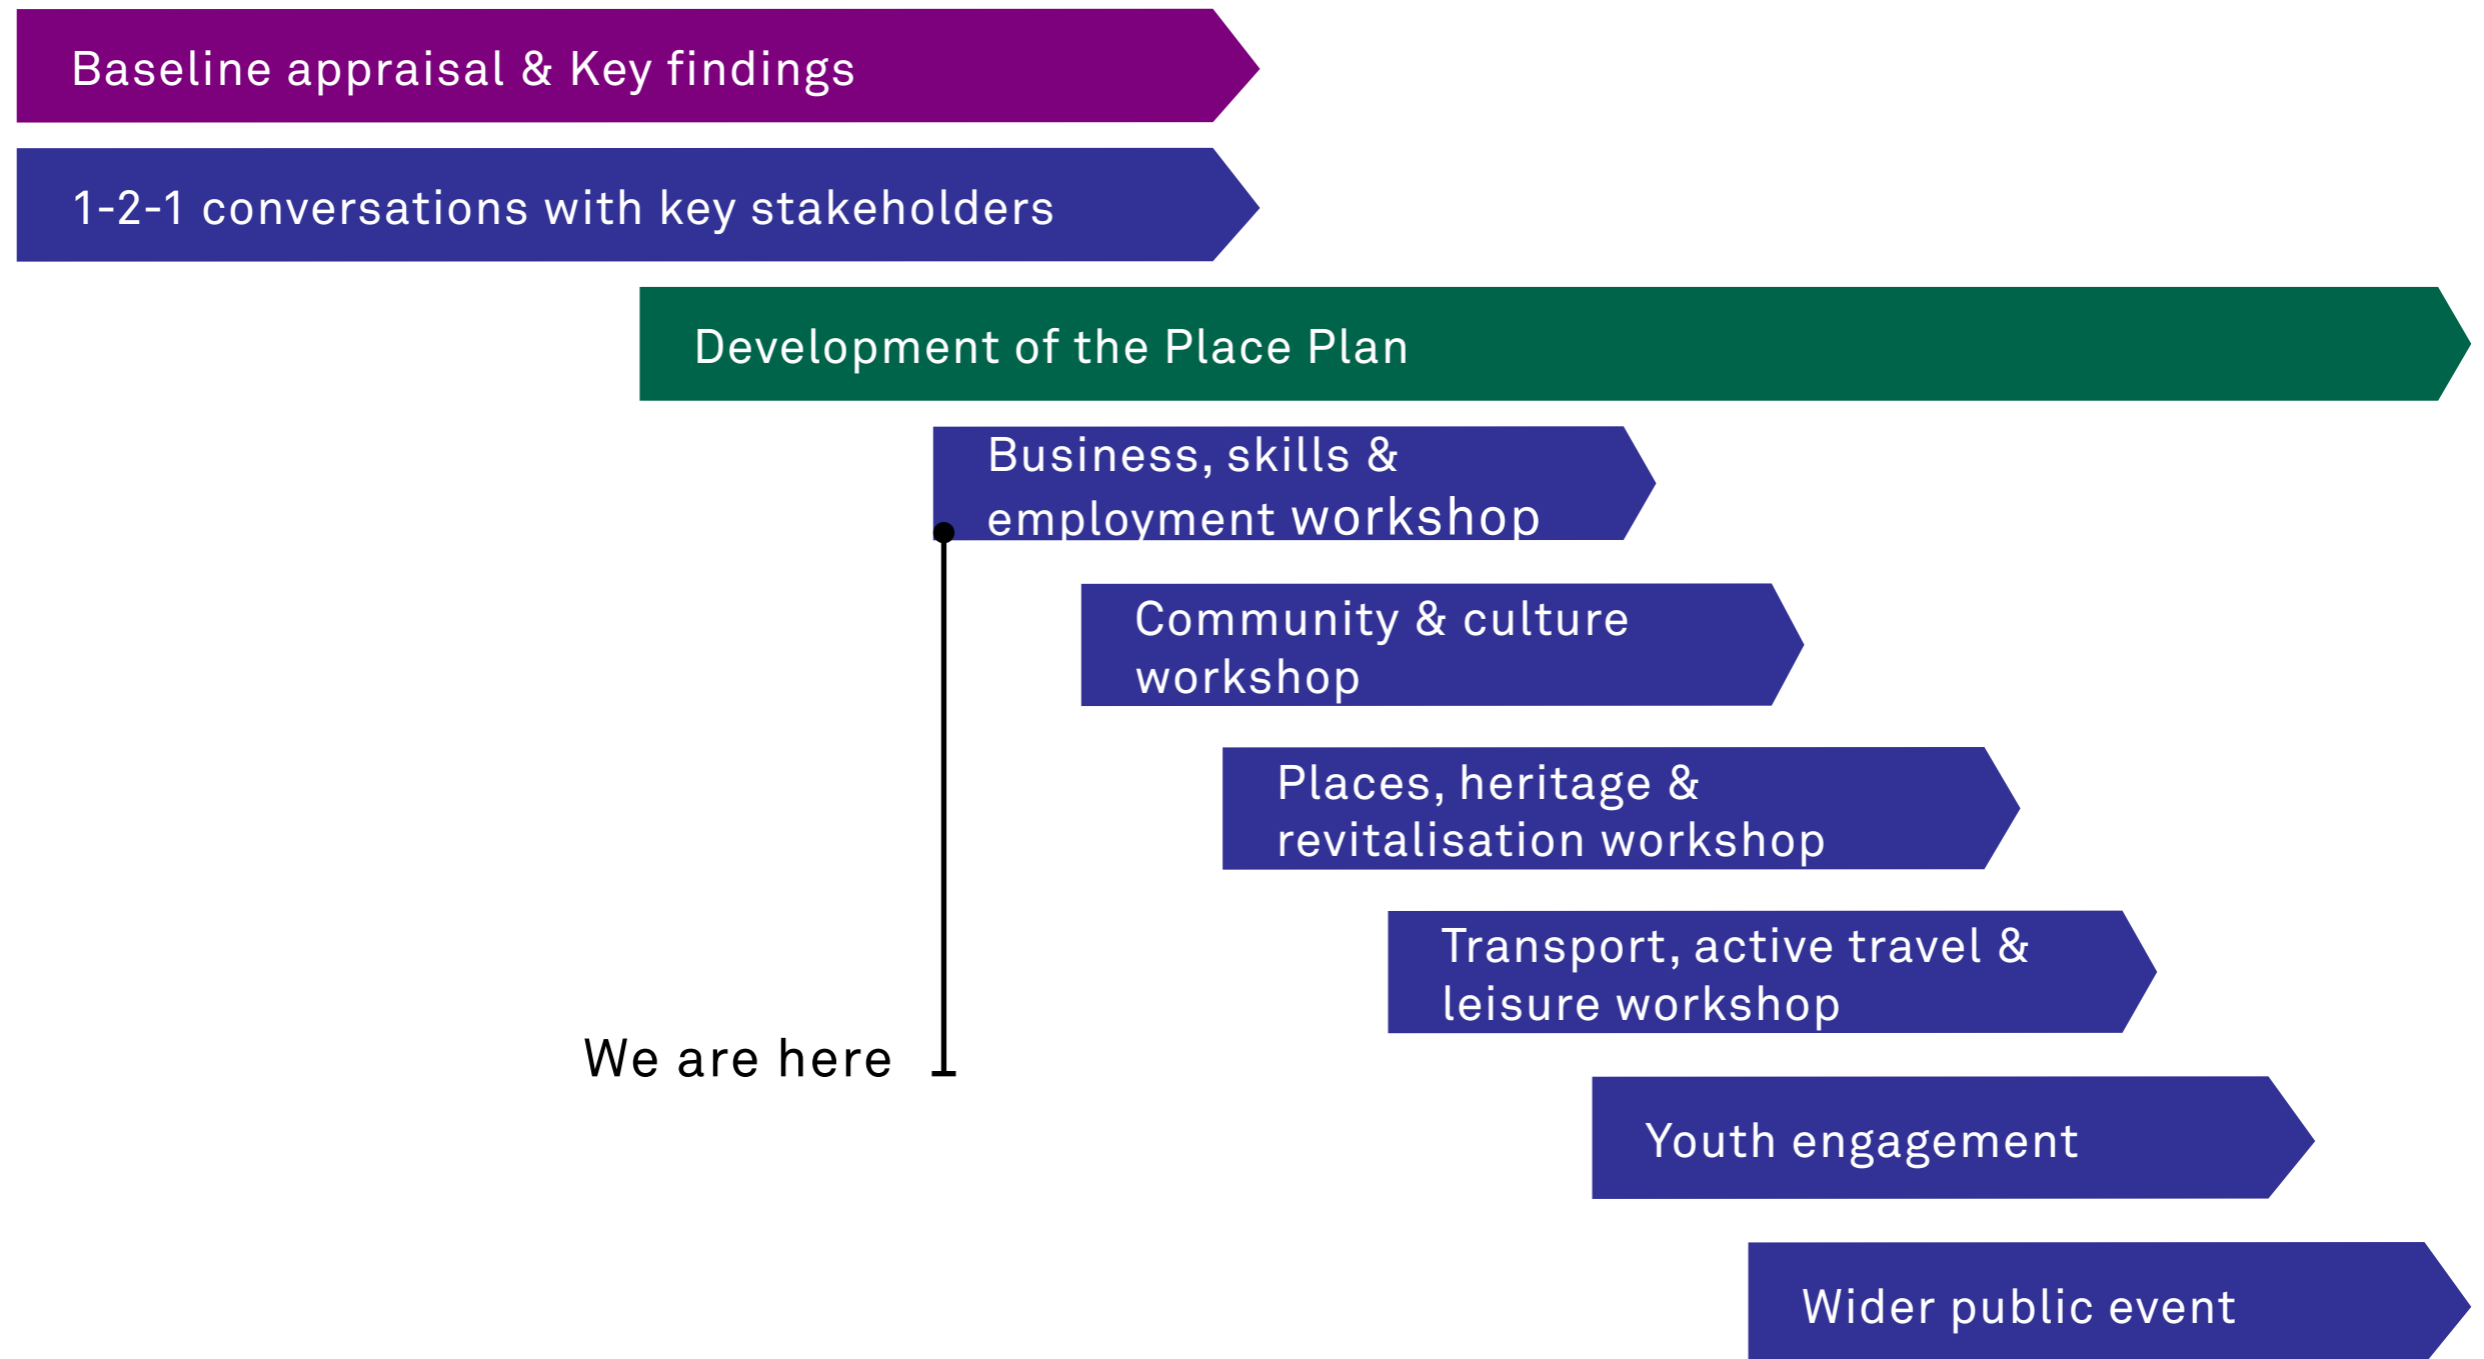 Baseline appraisal & Key findings
1-2-1 conversations with key stakeholders
Development of the Place Plan
Business, skills &
employment workshop
Community & culture
workshop
Places, heritage &
revitalisation workshop
Transport, active travel &
leisure workshop
We are here
Youth engagement
Wider public event